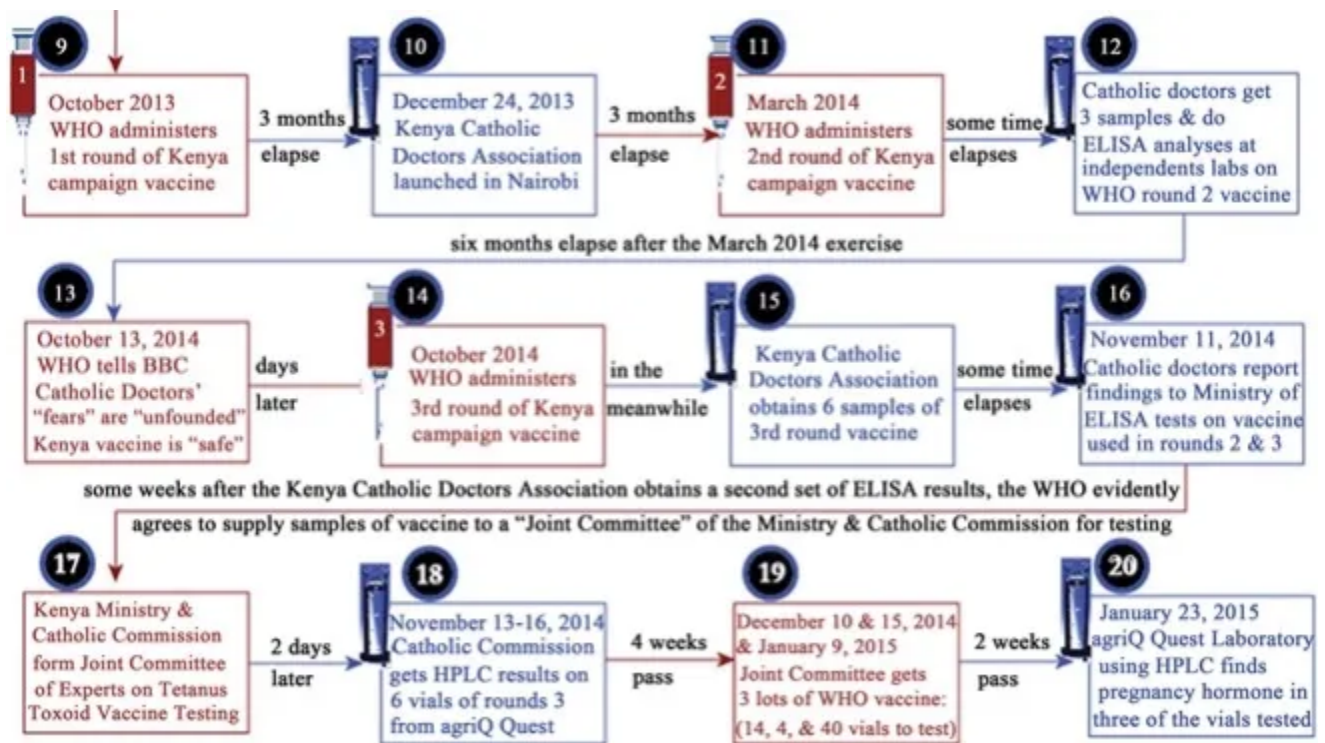 9
1
October 2013
WHO administers
1st round of Kenya
campaign vaccine
3 months
elapse
10
December 24, 2013
Kenya Catholic
Doctors Association
launched in Nairobi
3 months
elapse
11
2
March 2014
WHO administers
2nd round of Kenya
campaign vaccine
some time
elapses
12
Catholic doctors get
3 samples & do
ELISA analyses at
independents labs on
WHO round 2 vaccine
six months elapse after the March 2014 exercise
13
October 13, 2014
WHO tells BBC
Catholic Doctors'
"fears" are "unfounded"
Kenya vaccine is "safe"
days
later
14
3
October 2014
WHO administers
3rd round of Kenya
campaign vaccine
in the
meanwhile
15
Kenya Catholic
Doctors Association
obtains 6 samples of
3rd round vaccine
some time
elapses
16
November 11, 2014
Catholic doctors report
findings to Ministry of
ELISA tests on vaccine
used in rounds 2 & 3
some weeks after the Kenya Catholic Doctors Association obtains a second set of ELISA results, the WHO evidently
agrees to supply samples of vaccine to a "Joint Committee" of the Ministry & Catholic Commission for testing
17
Kenya Ministry &
Catholic Commission
form Joint Committee
of Experts on Tetanus
Toxoid Vaccine Testing
2 days
later
18
November 13-16, 2014
Catholic Commission
gets HPLC results on
6 vials of rounds 3
from agriQ Quest
4 weeks
pass
19
December 10 & 15, 2014
& January 9, 2015
Joint Committee gets
3 lots of WHO vaccine:
(14, 4, & 40 vials to test)
2 weeks
pass
20
January 23, 2015
agriQ Quest Laboratory
using HPLC finds
pregnancy hormone in
three of the vials tested